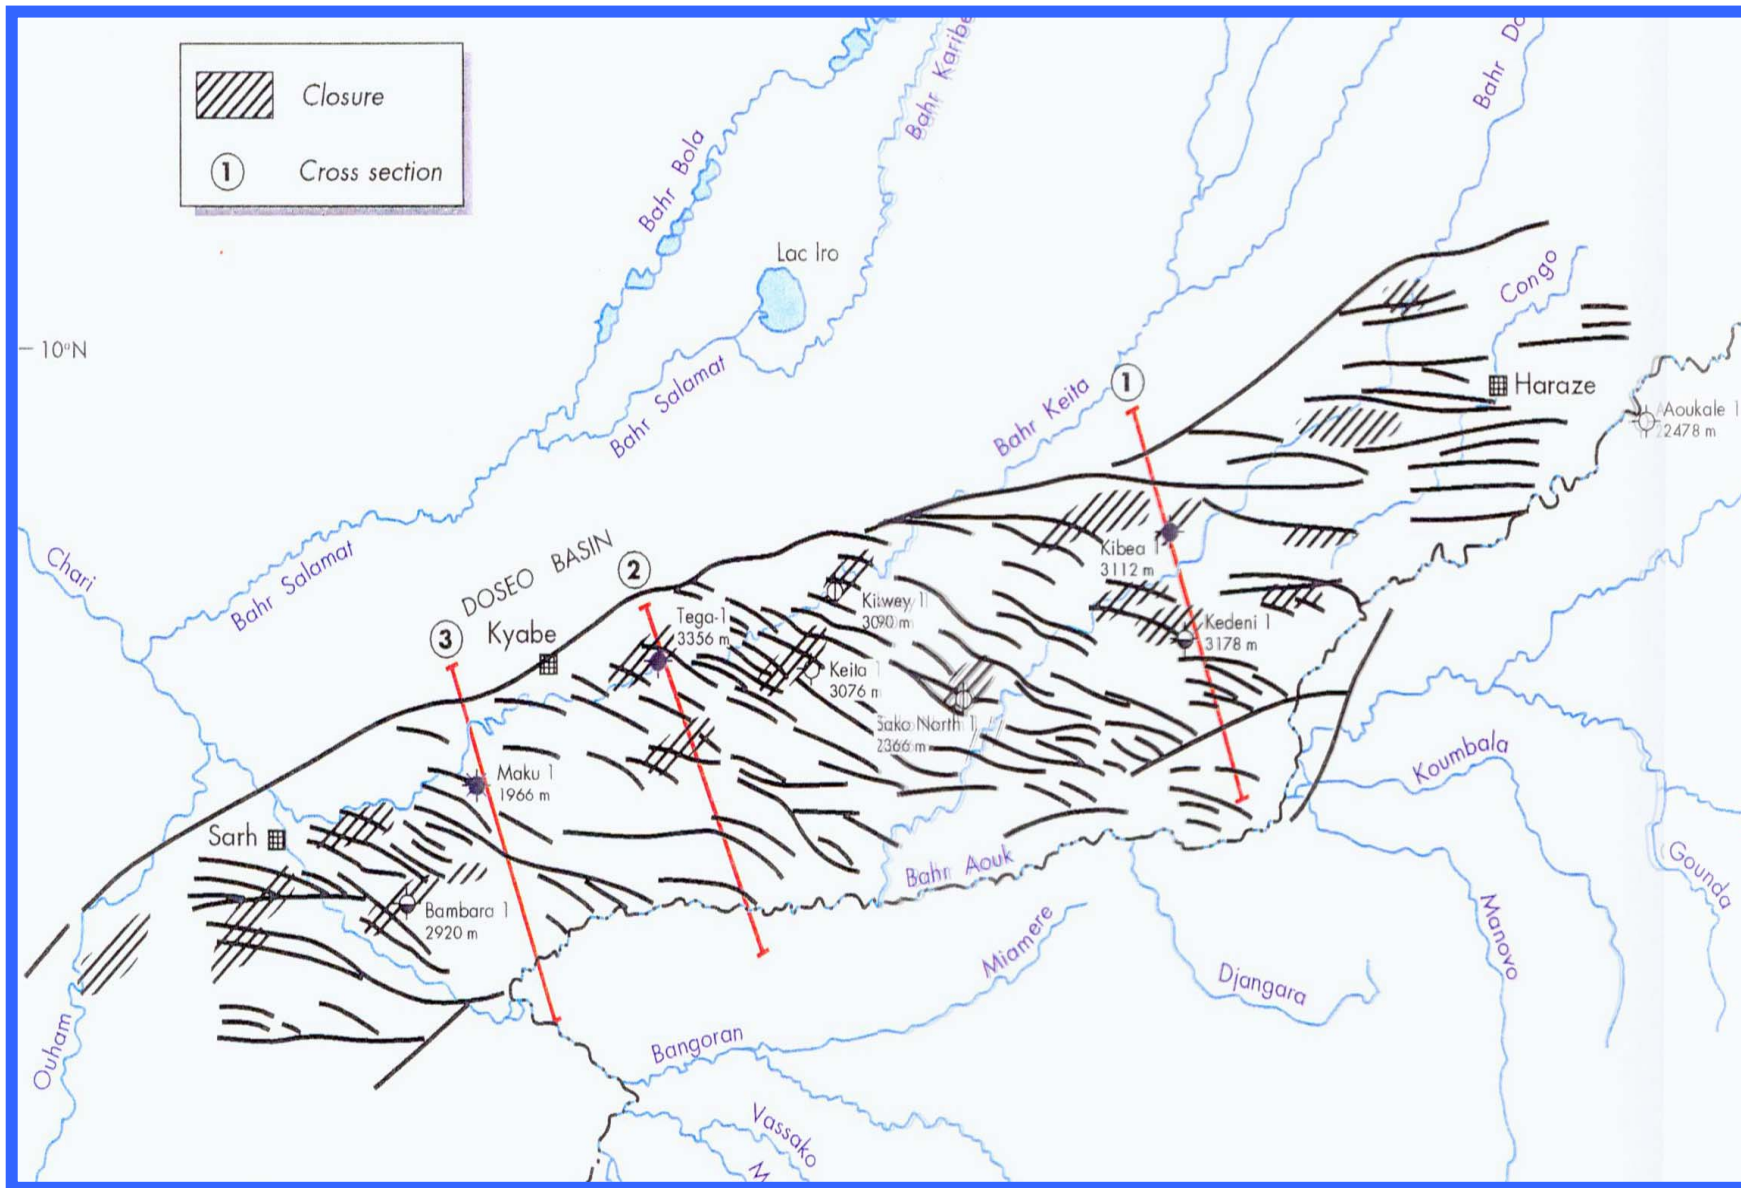 Closure
1
Cross section
Bahr Bola
Bahr Karibe
Bahr Do
Lac Iro
Congo
10°N
Bahr Salamat
Bahr Keita
1
Haraze
Aoukale 1
2478 m
Chari
Bahr Salamat
DOSEO BASIN
2
Kyabe
3
Tega-1
3356 m
Kibea 1
3112 m
Kitwey 1
3090 m
Kedeni 1
3178 m
Keita 1
3076 m
Sako North 1
2366 m
Koumbala
Maku 1
1966 m
Sarh
Bahr Aouk
Gounda
Bambara 1
2920 m
Miamere
Manovo
Djangara
Ouham
Bangoran
Vassako
M